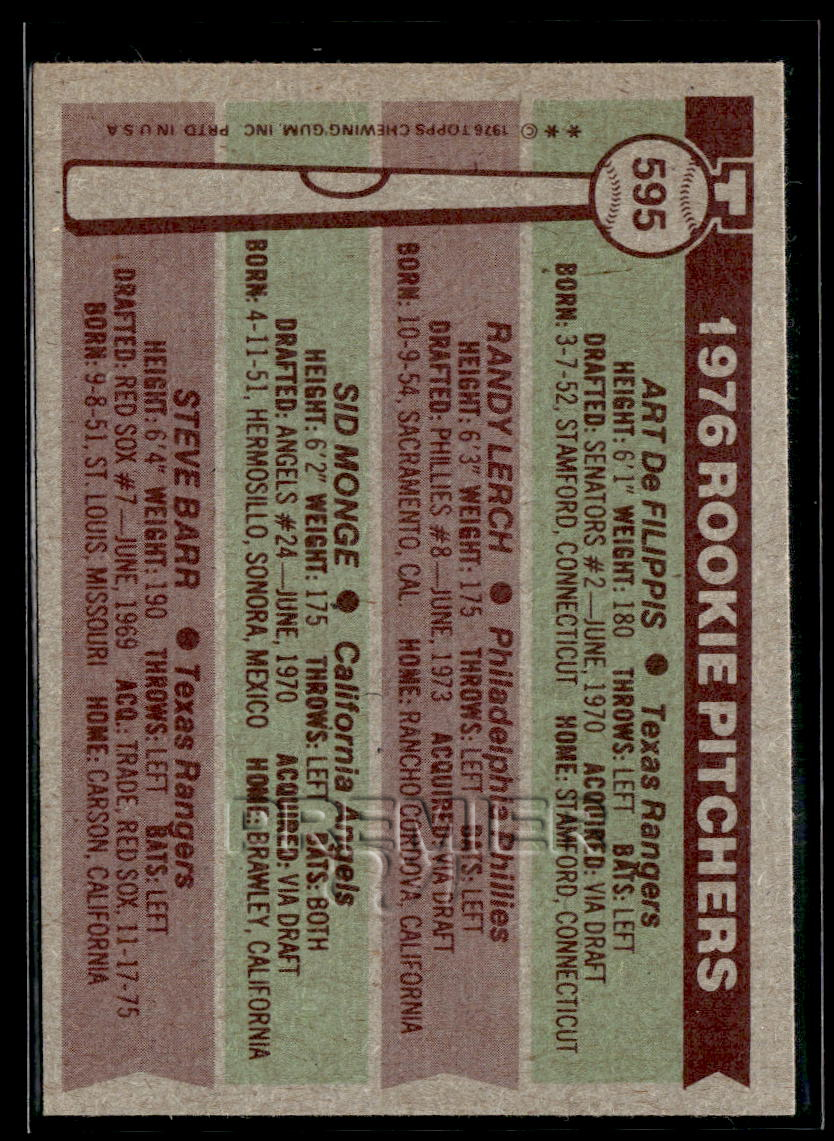 595
1976 ROOKIE PITCHERS
ART De FILIPPIS ● Texas Rangers
HEIGHT: 6'1" WEIGHT: 180 THROWS: LEFT BATS: LEFT
DRAFTED: SENATORS #2—JUNE, 1970 ACQUIRED: VIA DRAFT
BORN: 3-7-52, STAMFORD, CONNECTICUT HOME: STAMFORD, CONNECTICUT
RANDY LERCH ● Philadelphia Phillies
HEIGHT: 6'3" WEIGHT: 175 THROWS: LEFT BATS: LEFT
DRAFTED: PHILLIES #8—JUNE, 1973 ACQUIRED: VIA DRAFT
BORN: 10-9-54, SACRAMENTO, CAL. HOME: RANCHO CORDOVA, CALIFORNIA
SID MONGE ● California Angels
HEIGHT: 6'2" WEIGHT: 175 THROWS: LEFT BATS: BOTH
DRAFTED: ANGELS #24—JUNE, 1970 ACQUIRED: VIA DRAFT
BORN: 4-11-51, HERMOSILLO, SONORA, MEXICO HOME: BRAWLEY, CALIFORNIA
STEVE BARR ● Texas Rangers
HEIGHT: 6'4" WEIGHT: 190 THROWS: LEFT BATS: LEFT
DRAFTED: RED SOX #7—JUNE, 1969 ACQ.: TRADE, RED SOX, 11-17-75
BORN: 9-8-51, ST. LOUIS, MISSOURI HOME: CARSON, CALIFORNIA
** © 1976 TOPPS CHEWING GUM, INC. PRTD. IN U.S.A.
PREMIER